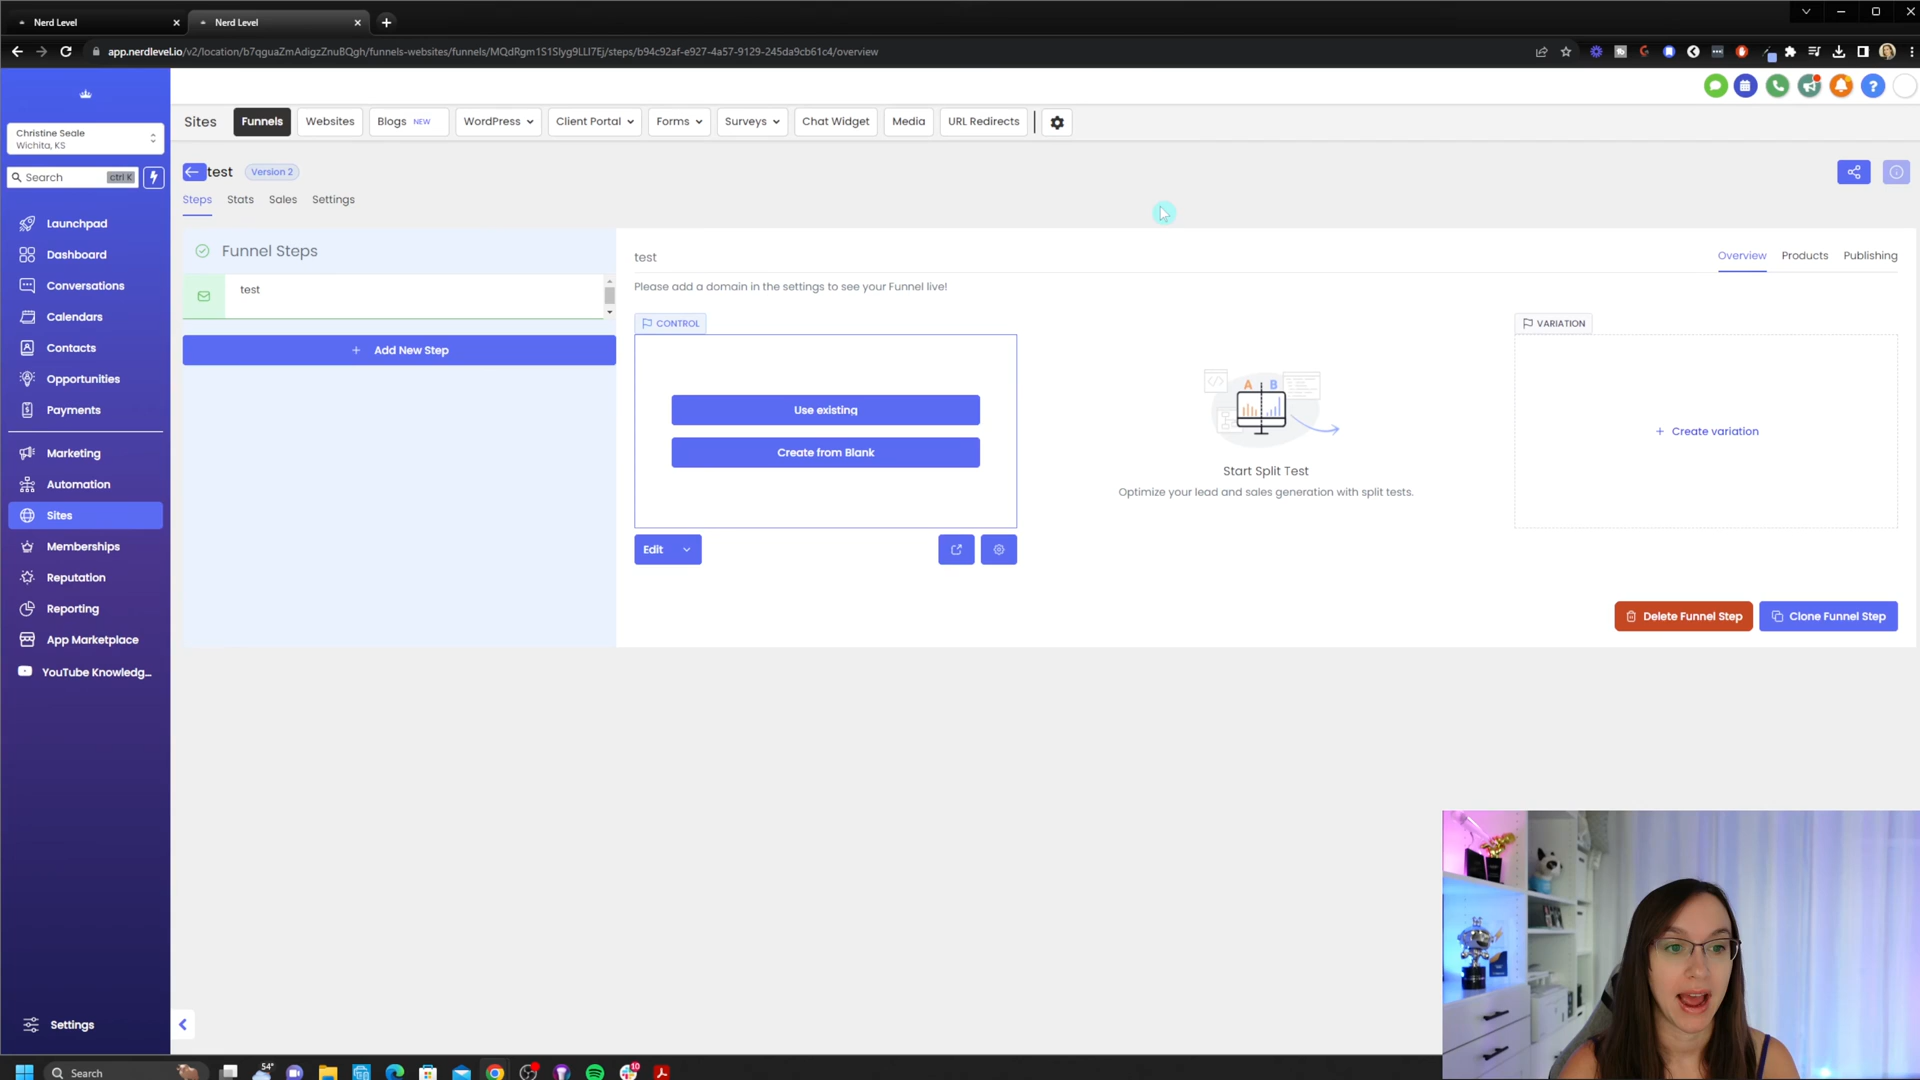 Nerd Level
Nerd Level
app.nerdlevel.io/v2/location/b7qguaZmAdigzZnuBQgh/funnels-websites/funnels/MQdRgm1S1Slyg9LLI7Ej/steps/b94c92af-e927-4a57-9129-245da9cb61c4/overview
Christine Seale
Wichita, KS
Search
ctrl K
Launchpad
Dashboard
Conversations
Calendars
Contacts
Opportunities
Payments
Marketing
Automation
Sites
Memberships
Reputation
Reporting
App Marketplace
YouTube Knowledg...
Settings
Sites
Funnels
Websites
Blogs NEW
WordPress
Client Portal
Forms
Surveys
Chat Widget
Media
URL Redirects
test
Version 2
Steps
Stats
Sales
Settings
Funnel Steps
test
+ Add New Step
test
Overview
Products
Publishing
Please add a domain in the settings to see your Funnel live!
CONTROL
Use existing
Create from Blank
Edit
A B
Start Split Test
Optimize your lead and sales generation with split tests.
VARIATION
+ Create variation
Delete Funnel Step
Clone Funnel Step
Search
54°
10